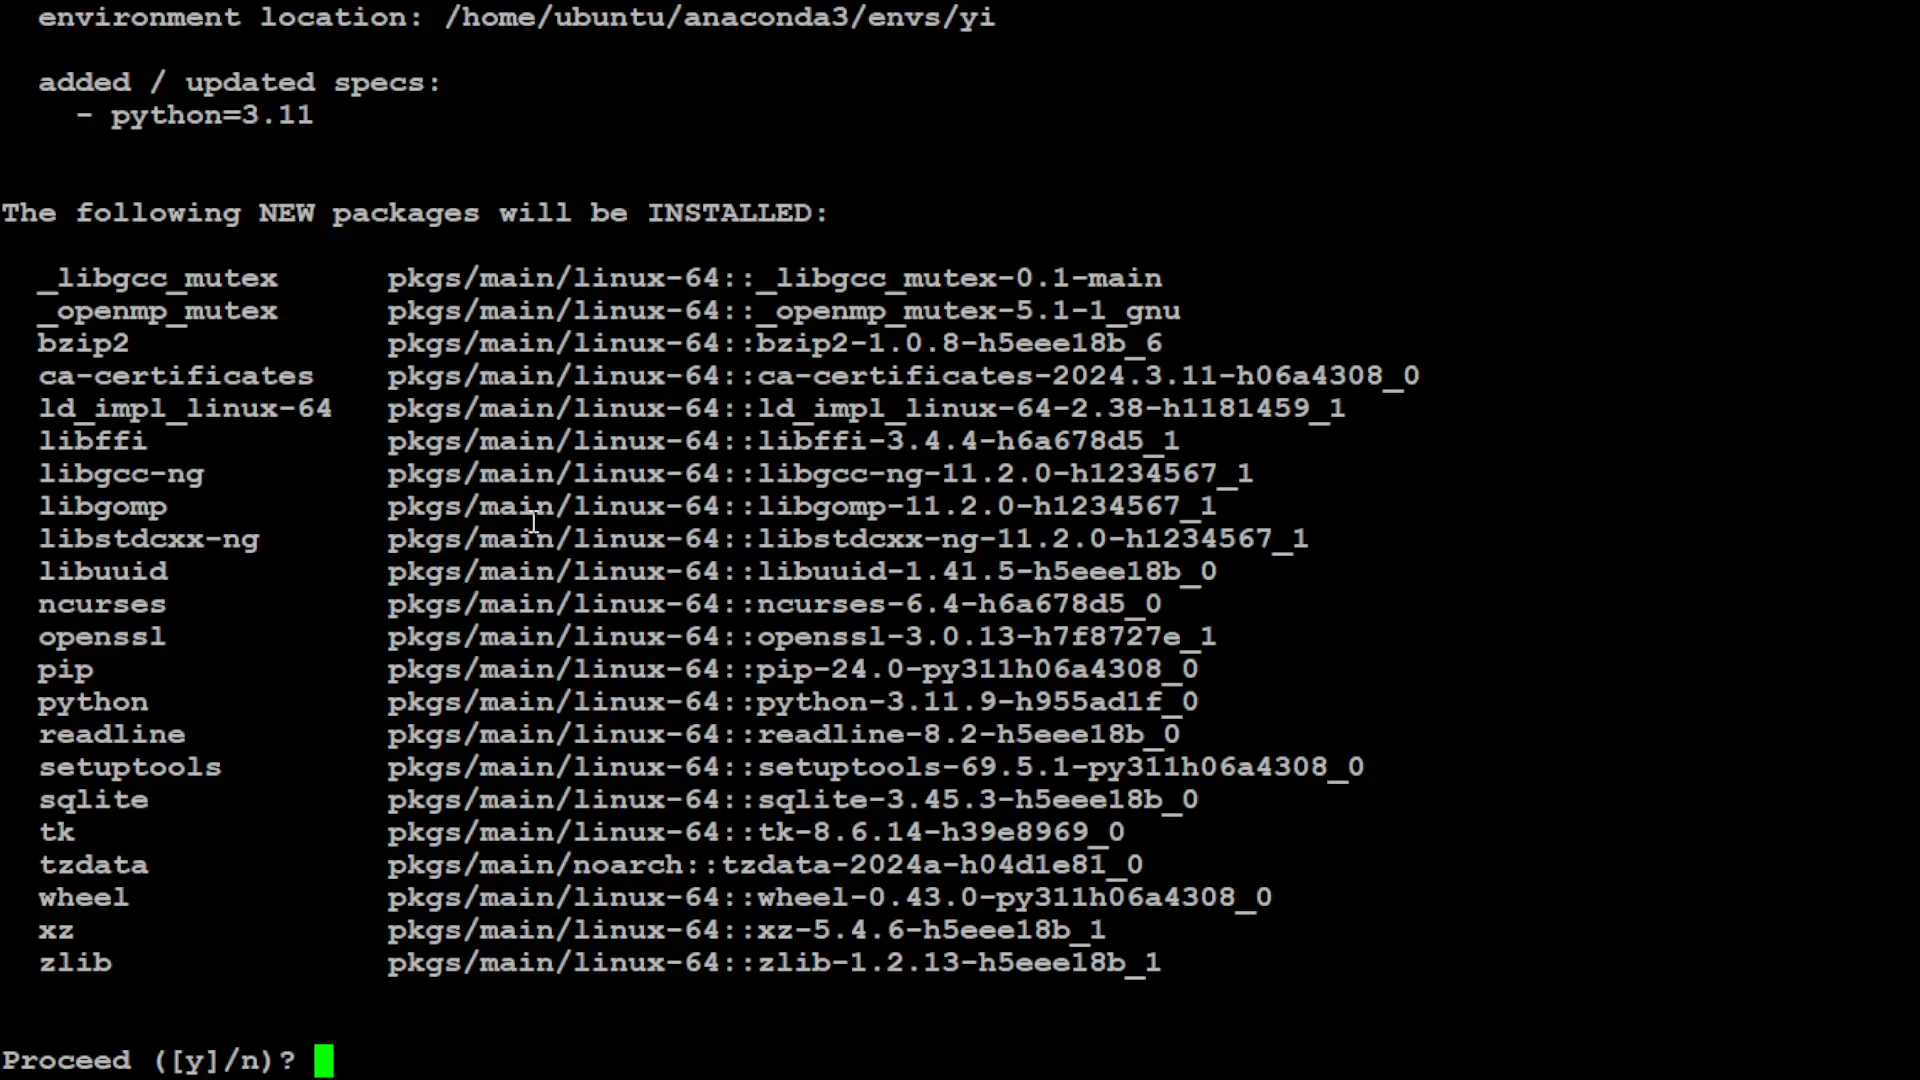 environment location: /home/ubuntu/anaconda3/envs/yi
added / updated specs:
- python=3.11
The following NEW packages will be INSTALLED:
_libgcc_mutex pkgs/main/linux-64::_libgcc_mutex-0.1-main
_openmp_mutex pkgs/main/linux-64::_openmp_mutex-5.1-1_gnu
bzip2 pkgs/main/linux-64::bzip2-1.0.8-h5eee18b_6
ca-certificates pkgs/main/linux-64::ca-certificates-2024.3.11-h06a4308_0
ld_impl_linux-64 pkgs/main/linux-64::ld_impl_linux-64-2.38-h1181459_1
libffi pkgs/main/linux-64::libffi-3.4.4-h6a678d5_1
libgcc-ng pkgs/main/linux-64::libgcc-ng-11.2.0-h1234567_1
libgomp pkgs/main/linux-64::libgomp-11.2.0-h1234567_1
libstdcxx-ng pkgs/main/linux-64::libstdcxx-ng-11.2.0-h1234567_1
libuuid pkgs/main/linux-64::libuuid-1.41.5-h5eee18b_0
ncurses pkgs/main/linux-64::ncurses-6.4-h6a678d5_0
openssl pkgs/main/linux-64::openssl-3.0.13-h7f8727e_1
pip pkgs/main/linux-64::pip-24.0-py311h06a4308_0
python pkgs/main/linux-64::python-3.11.9-h955ad1f_0
readline pkgs/main/linux-64::readline-8.2-h5eee18b_0
setuptools pkgs/main/linux-64::setuptools-69.5.1-py311h06a4308_0
sqlite pkgs/main/linux-64::sqlite-3.45.3-h5eee18b_0
tk pkgs/main/linux-64::tk-8.6.14-h39e8969_0
tzdata pkgs/main/noarch::tzdata-2024a-h04d1e81_0
wheel pkgs/main/linux-64::wheel-0.43.0-py311h06a4308_0
xz pkgs/main/linux-64::xz-5.4.6-h5eee18b_1
zlib pkgs/main/linux-64::zlib-1.2.13-h5eee18b_1
Proceed ([y]/n)?